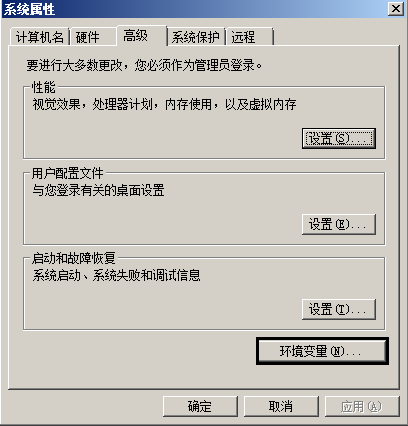 系统属性
计算机名 硬件 高级 系统保护 远程
要进行大多数更改，您必须作为管理员登录。
性能
视觉效果，处理器计划，内存使用，以及虚拟内存
设置(S)...
用户配置文件
与您登录有关的桌面设置
设置(E)...
启动和故障恢复
系统启动、系统失败和调试信息
设置(T)...
环境变量(N)...
确定 取消 应用(A)